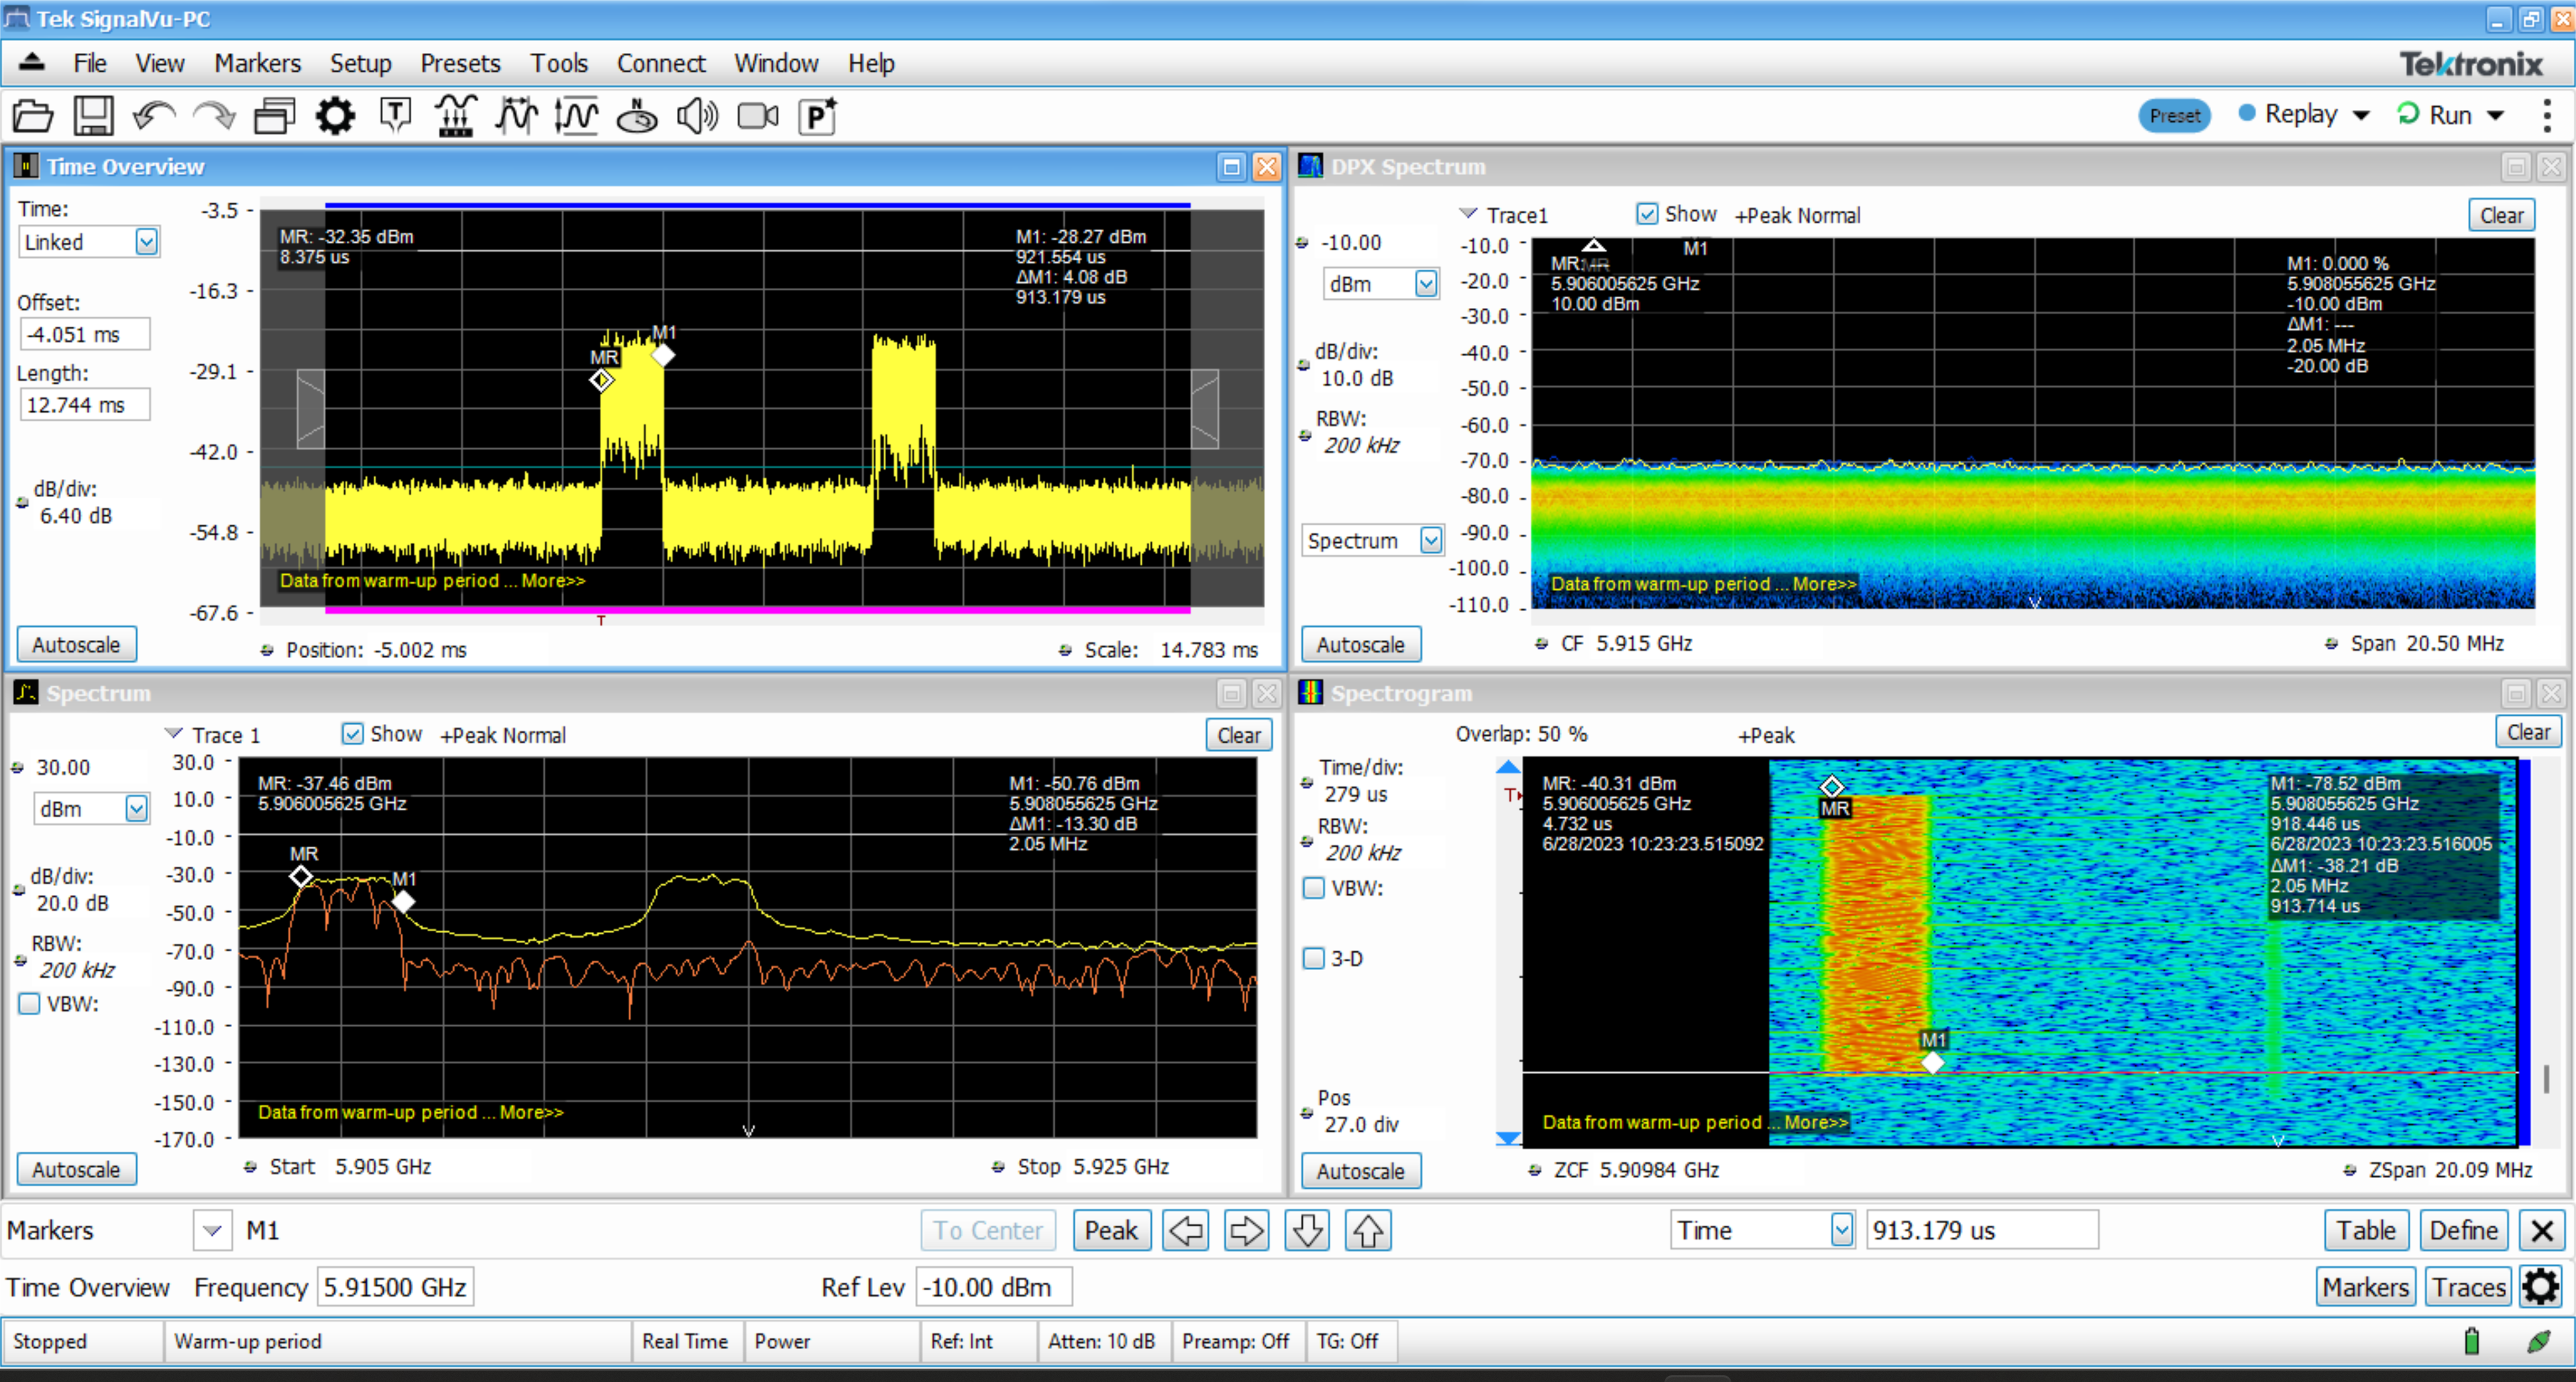 Tek SignalVu-PC
File View Markers Setup Presets Tools Connect Window Help
Tektronix
Preset Replay Run
Time Overview
Time:
Linked
Offset:
-4.051 ms
Length:
12.744 ms
dB/div:
6.40 dB
Autoscale
-3.5
-16.3
-29.1
-42.0
-54.8
-67.6
MR: -32.35 dBm
8.375 us
M1: -28.27 dBm
921.554 us
ΔM1: 4.08 dB
913.179 us
MR
M1
Data from warm-up period ... More>>
T
Position: -5.002 ms
Scale: 14.783 ms
DPX Spectrum
Trace1 Show +Peak Normal
Clear
-10.00
dBm
dB/div:
10.0 dB
RBW:
200 kHz
Spectrum
Autoscale
-10.0
-20.0
-30.0
-40.0
-50.0
-60.0
-70.0
-80.0
-90.0
-100.0
-110.0
M1
MR
MR: ---
5.906005625 GHz
10.00 dBm
M1: 0.000 %
5.908055625 GHz
-10.00 dBm
ΔM1: ---
2.05 MHz
-20.00 dB
Data from warm-up period ... More>>
CF 5.915 GHz
Span 20.50 MHz
Spectrum
Trace 1 Show +Peak Normal
Clear
30.00
dBm
dB/div:
20.0 dB
RBW:
200 kHz
VBW:
Autoscale
30.0
10.0
-10.0
-30.0
-50.0
-70.0
-90.0
-110.0
-130.0
-150.0
-170.0
MR: -37.46 dBm
5.906005625 GHz
M1: -50.76 dBm
5.908055625 GHz
ΔM1: -13.30 dB
2.05 MHz
MR
M1
Data from warm-up period ... More>>
Start 5.905 GHz
Stop 5.925 GHz
Spectrogram
Overlap: 50 % +Peak
Clear
Time/div:
279 us
RBW:
200 kHz
VBW:
3-D
Pos
27.0 div
Autoscale
T
MR: -40.31 dBm
5.906005625 GHz
4.732 us
6/28/2023 10:23:23.515092
MR
M1: -78.52 dBm
5.908055625 GHz
918.446 us
6/28/2023 10:23:23.516005
ΔM1: -38.21 dB
2.05 MHz
913.714 us
M1
Data from warm-up period ... More>>
ZCF 5.90984 GHz
ZSpan 20.09 MHz
Markers M1 To Center Peak Time 913.179 us Table Define
Time Overview Frequency 5.91500 GHz Ref Lev -10.00 dBm Markers Traces
Stopped Warm-up period Real Time Power Ref: Int Atten: 10 dB Preamp: Off TG: Off